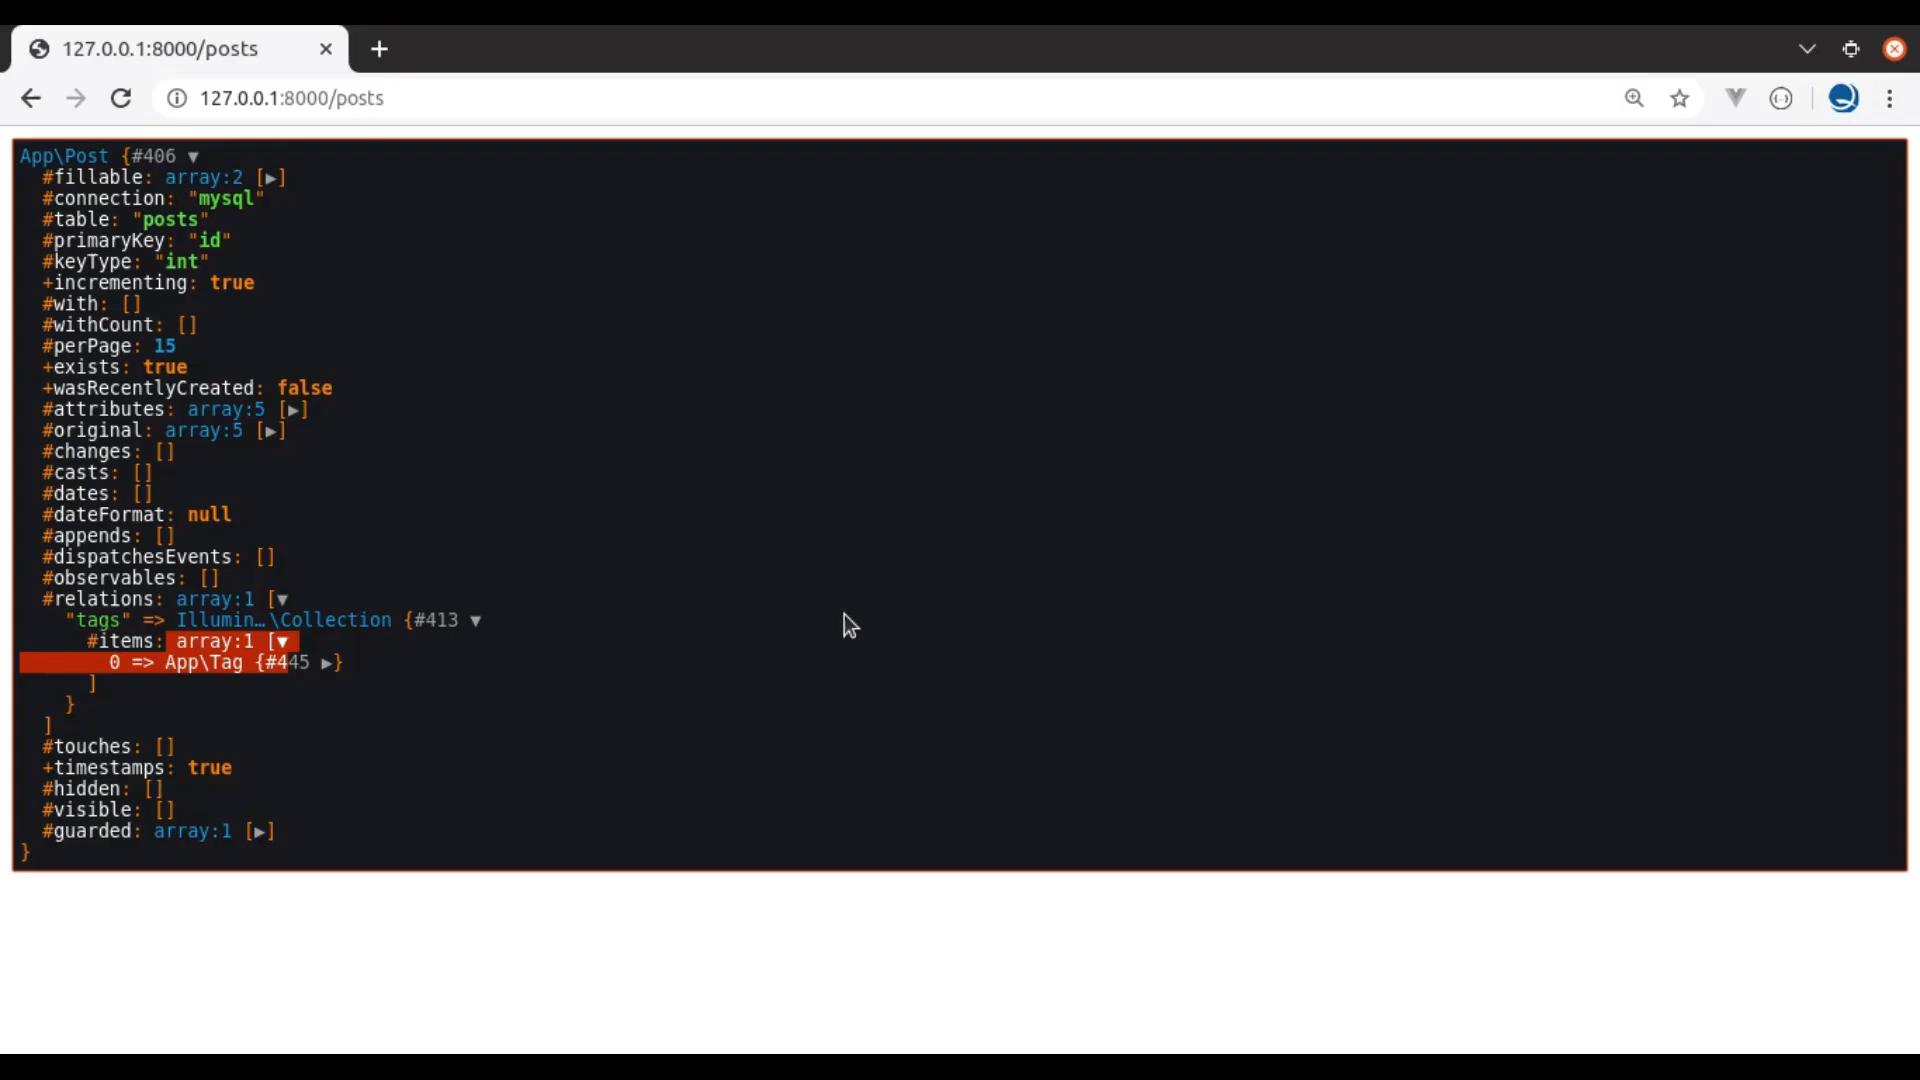 127.0.0.1:8000/posts
127.0.0.1:8000/posts
App\Post {#406 ▼
#fillable: array:2 [▶]
#connection: "mysql"
#table: "posts"
#primaryKey: "id"
#keyType: "int"
+incrementing: true
#with: []
#withCount: []
#perPage: 15
+exists: true
+wasRecentlyCreated: false
#attributes: array:5 [▶]
#original: array:5 [▶]
#changes: []
#casts: []
#dates: []
#dateFormat: null
#appends: []
#dispatchesEvents: []
#observables: []
#relations: array:1 [▼
"tags" => Illumin…\Collection {#413 ▼
#items: array:1 [▼
0 => App\Tag {#445 ▶}
]
}
]
#touches: []
+timestamps: true
#hidden: []
#visible: []
#guarded: array:1 [▶]
}